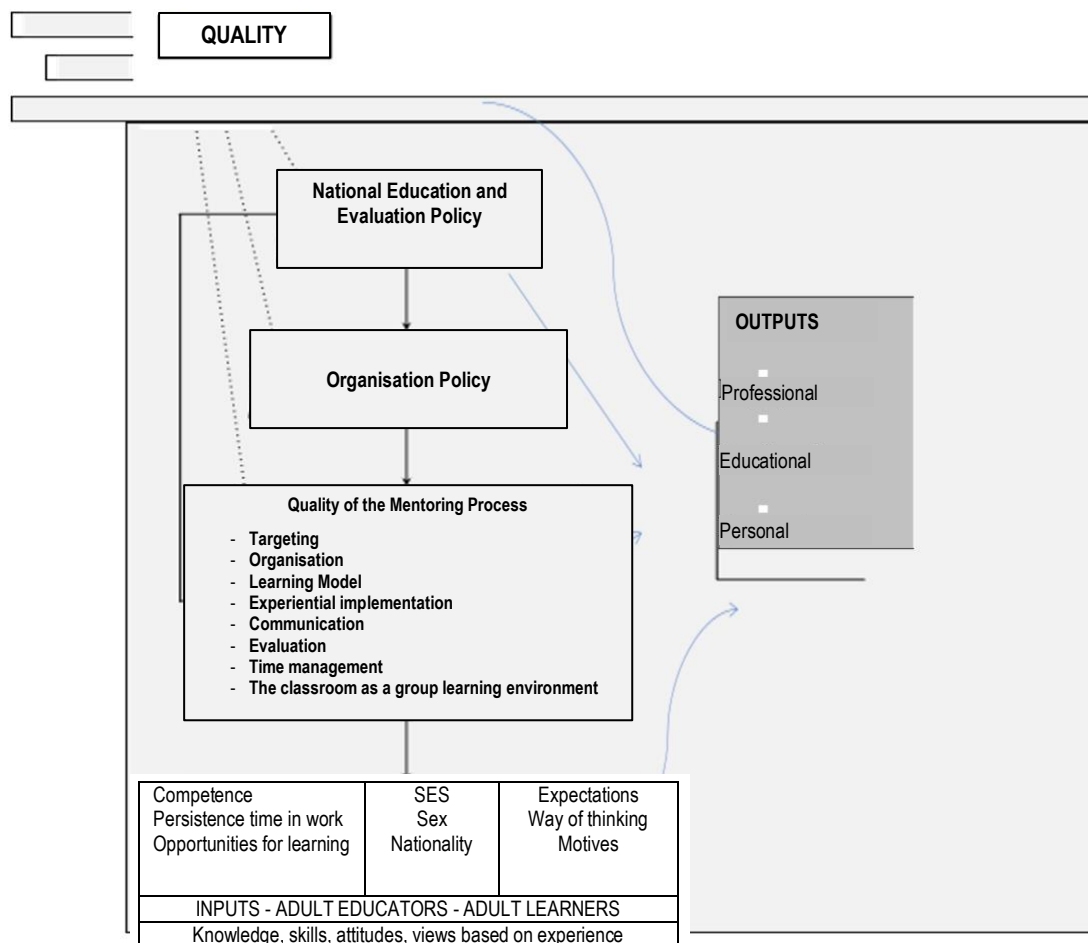 QUALITY
National Education and
Evaluation Policy
OUTPUTS
Organisation Policy
Professional
Educational
Personal
Quality of the Mentoring Process
- Targeting
- Organisation
- Learning Model
- Experiential implementation
- Communication
- Evaluation
- Time management
- The classroom as a group learning environment
Competence
Persistence time in work
Opportunities for learning
SES
Sex
Nationality
Expectations
Way of thinking
Motives
INPUTS - ADULT EDUCATORS - ADULT LEARNERS
Knowledge, skills, attitudes, views based on experience